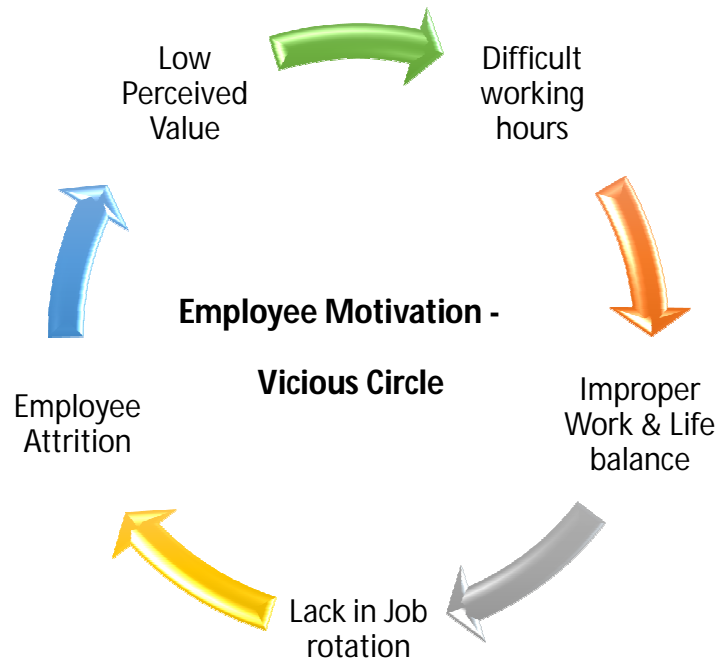 Low
Perceived
Value
Difficult
working
hours
Employee Motivation -
Vicious Circle
Improper
Work & Life
balance
Employee
Attrition
Lack in Job
rotation